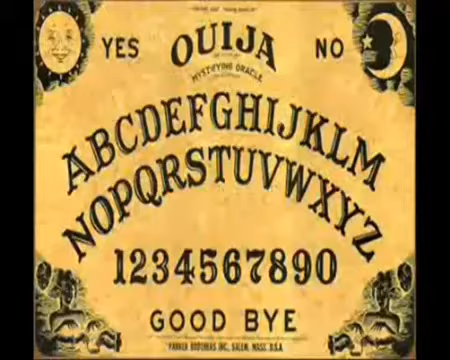 YES OUIJA NO
MYSTIFYING ORACLE
ABCDEFGHIJKLM
NOPQRSTUVWXYZ
1234567890
GOOD BYE
PARKER BROTHERS INC. SALEM, MASS. U.S.A.